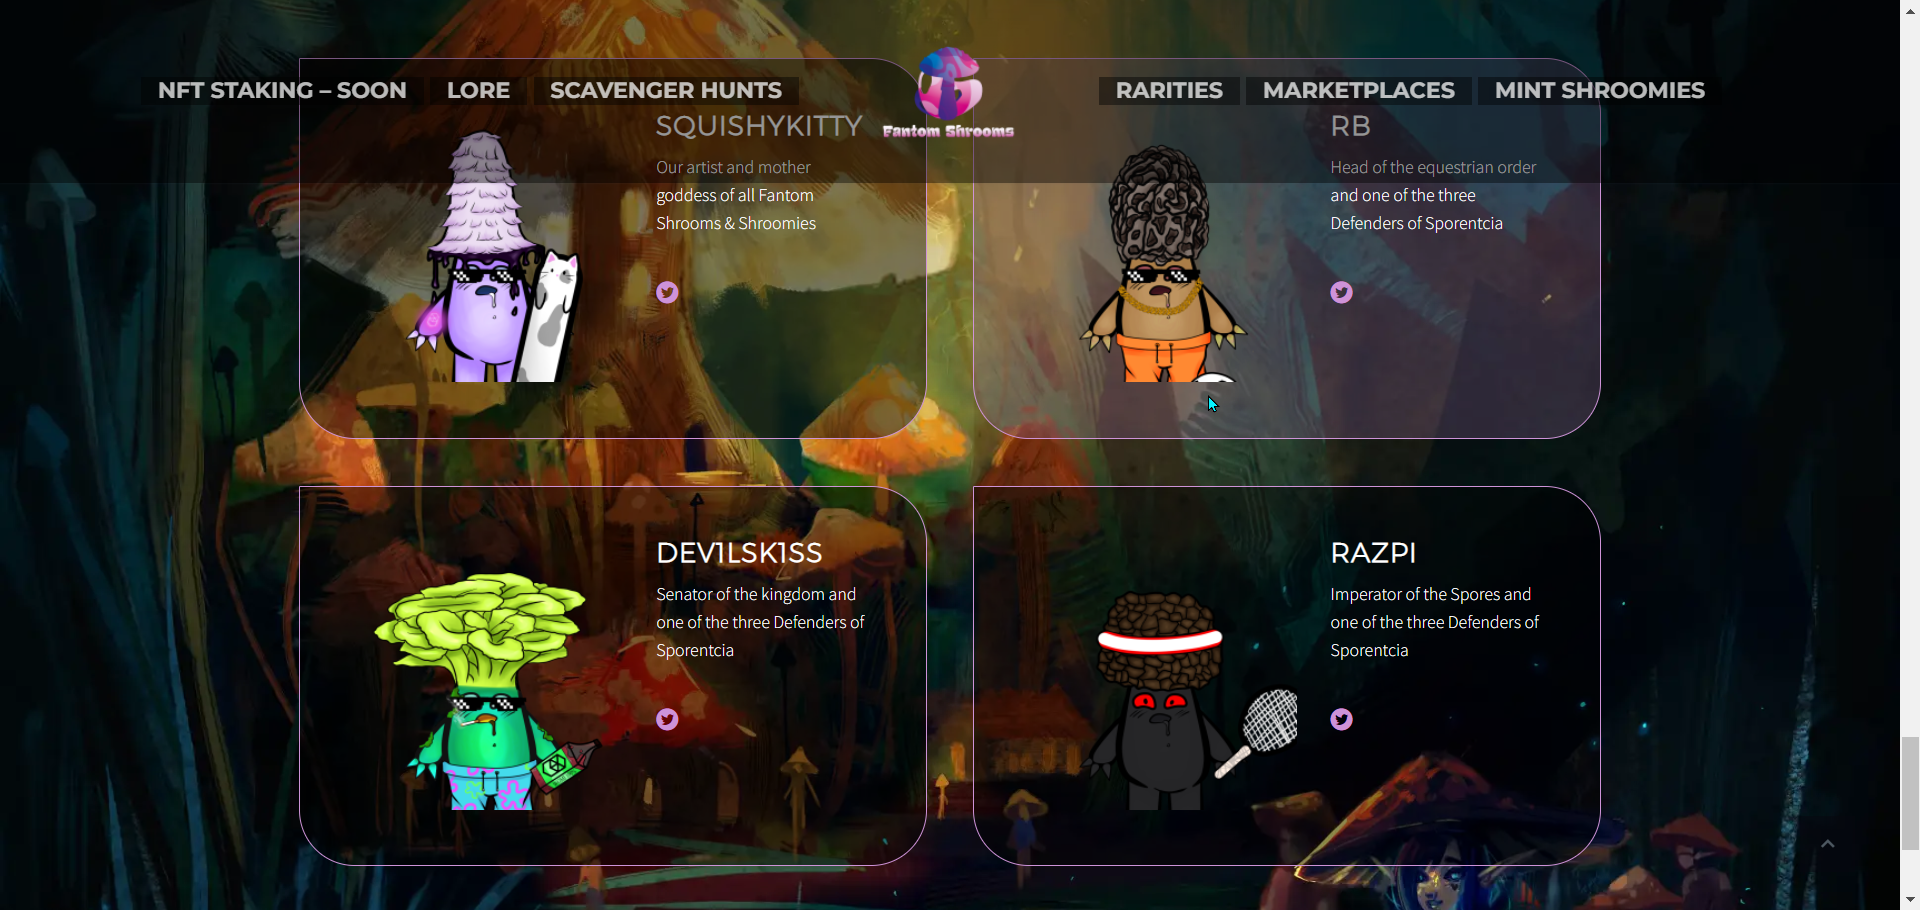 NFT STAKING – SOON
LORE
SCAVENGER HUNTS
Fantom Shrooms
RARITIES
MARKETPLACES
MINT SHROOMIES
SQUISHYKITTY
Our artist and mother
goddess of all Fantom
Shrooms & Shroomies
RB
Head of the equestrian order
and one of the three
Defenders of Sporentcia
DEV1LSK1SS
Senator of the kingdom and
one of the three Defenders of
Sporentcia
RAZPI
Imperator of the Spores and
one of the three Defenders of
Sporentcia